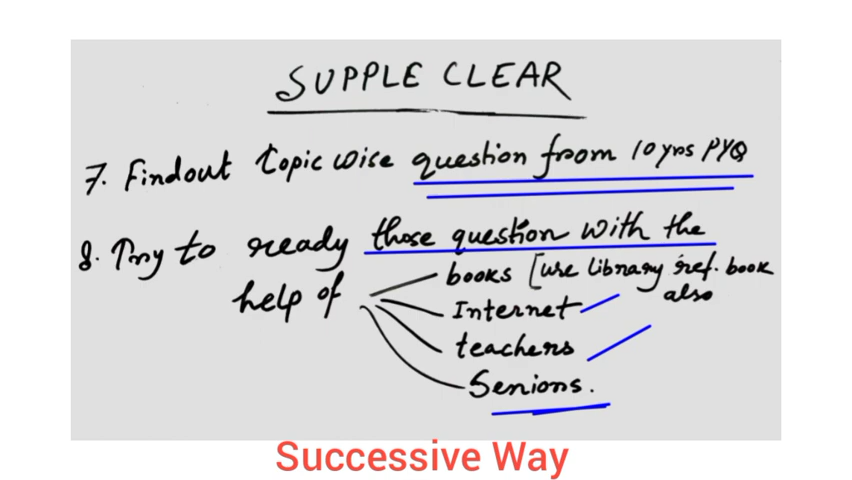 SUPPLE CLEAR
7. Findout topic wise question from 10 yrs PYQ
8. Try to ready those question with the
help of
books [use library ref. book
also
Internet
teachers
Seniors.
Successive Way